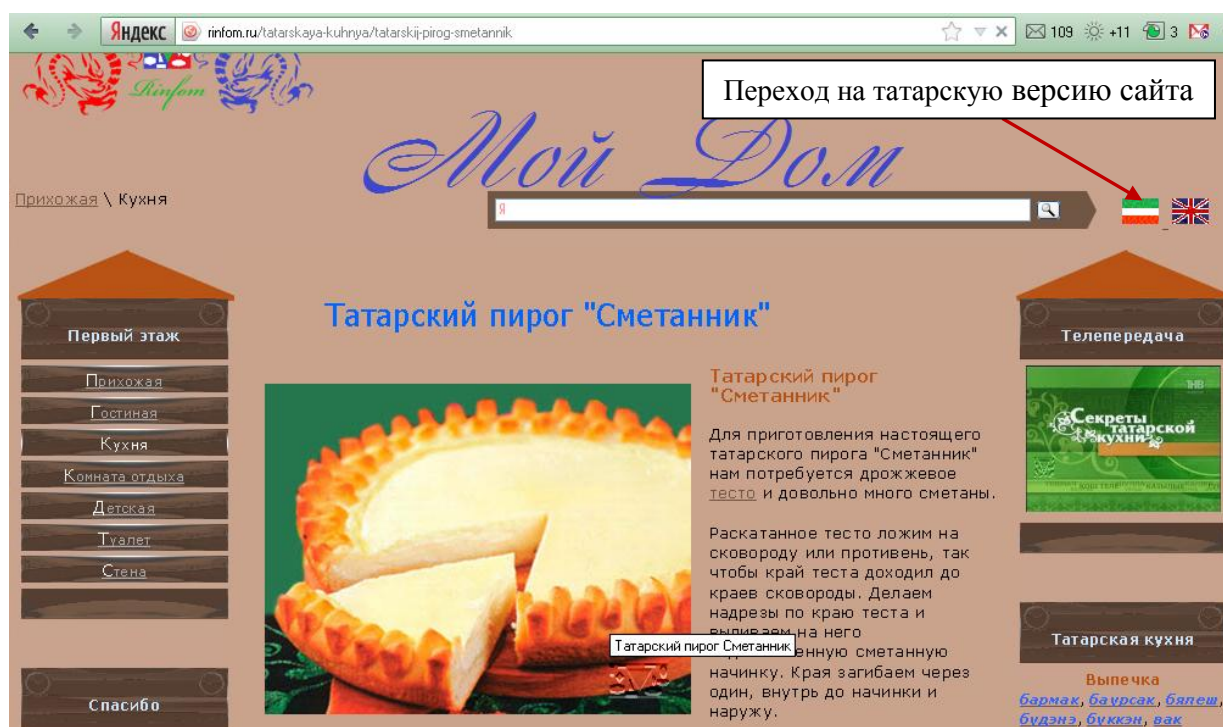 Яндекс
rinfom.ru/tatarskaya-kuhnya/tatarskij-pirog-smetannik
109
+11
3
Rinfom
Переход на татарскую версию сайта
Мой Дом
Прихожая \ Кухня
Я
Первый этаж
Прихожая
Гостиная
Кухня
Комната отдыха
Детская
Туалет
Стена
Спасибо
Татарский пирог "Сметанник"
Татарский пирог
"Сметанник"
Для приготовления настоящего
татарского пирога "Сметанник"
нам потребуется дрожжевое
тесто и довольно много сметаны.
Раскатанное тесто ложим на
сковороду или противень, так
чтобы край теста доходил до
краев сковороды. Делаем
надрезы по краю теста и
выливаем на него
сметанную
начинку. Края загибаем через
один, внутрь до начинки и
наружу.
Татарский пирог Сметанник
Телепередача
ТНВ
Секреты
татарской
кухни
Татарская кухня
Выпечка
бармак, баурсак, бэлеш,
будэнэ, буккэн, вак